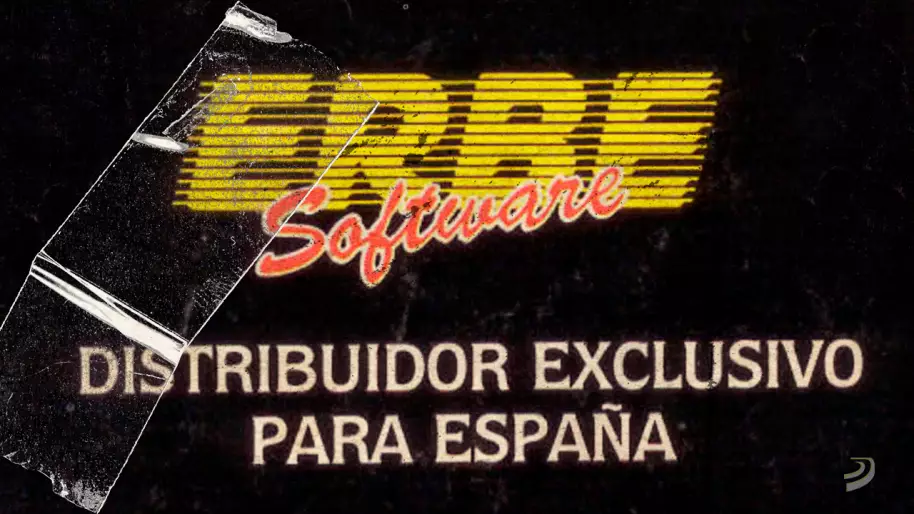 ERBE
Software
DISTRIBUIDOR EXCLUSIVO
PARA ESPAÑA